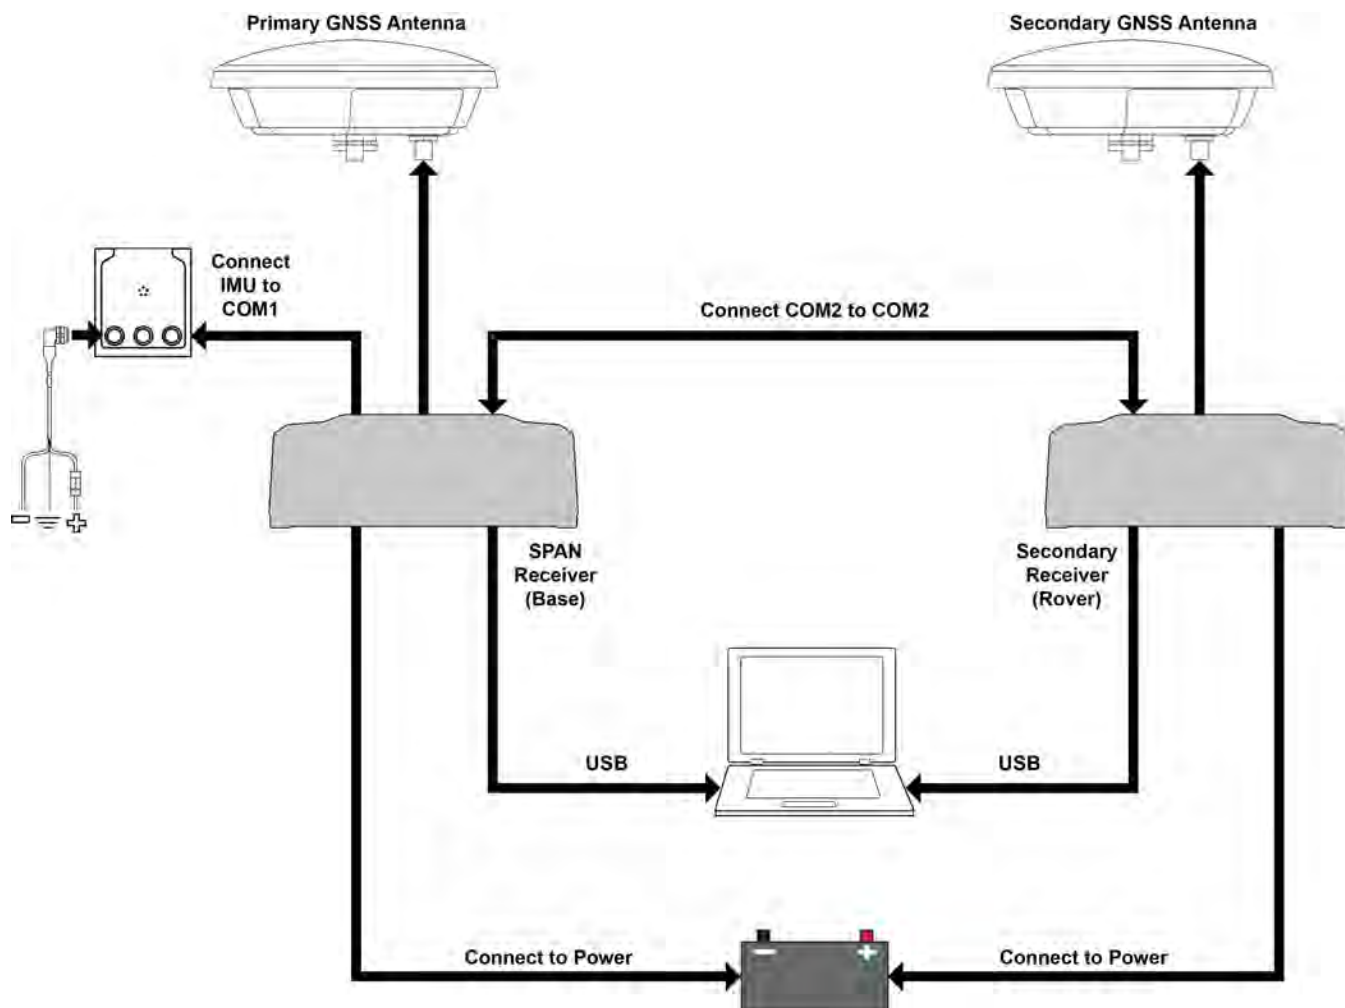 Primary GNSS Antenna
Secondary GNSS Antenna
Connect
IMU to
COM1
Connect COM2 to COM2
SPAN
Receiver
(Base)
Secondary
Receiver
(Rover)
USB
USB
Connect to Power
Connect to Power